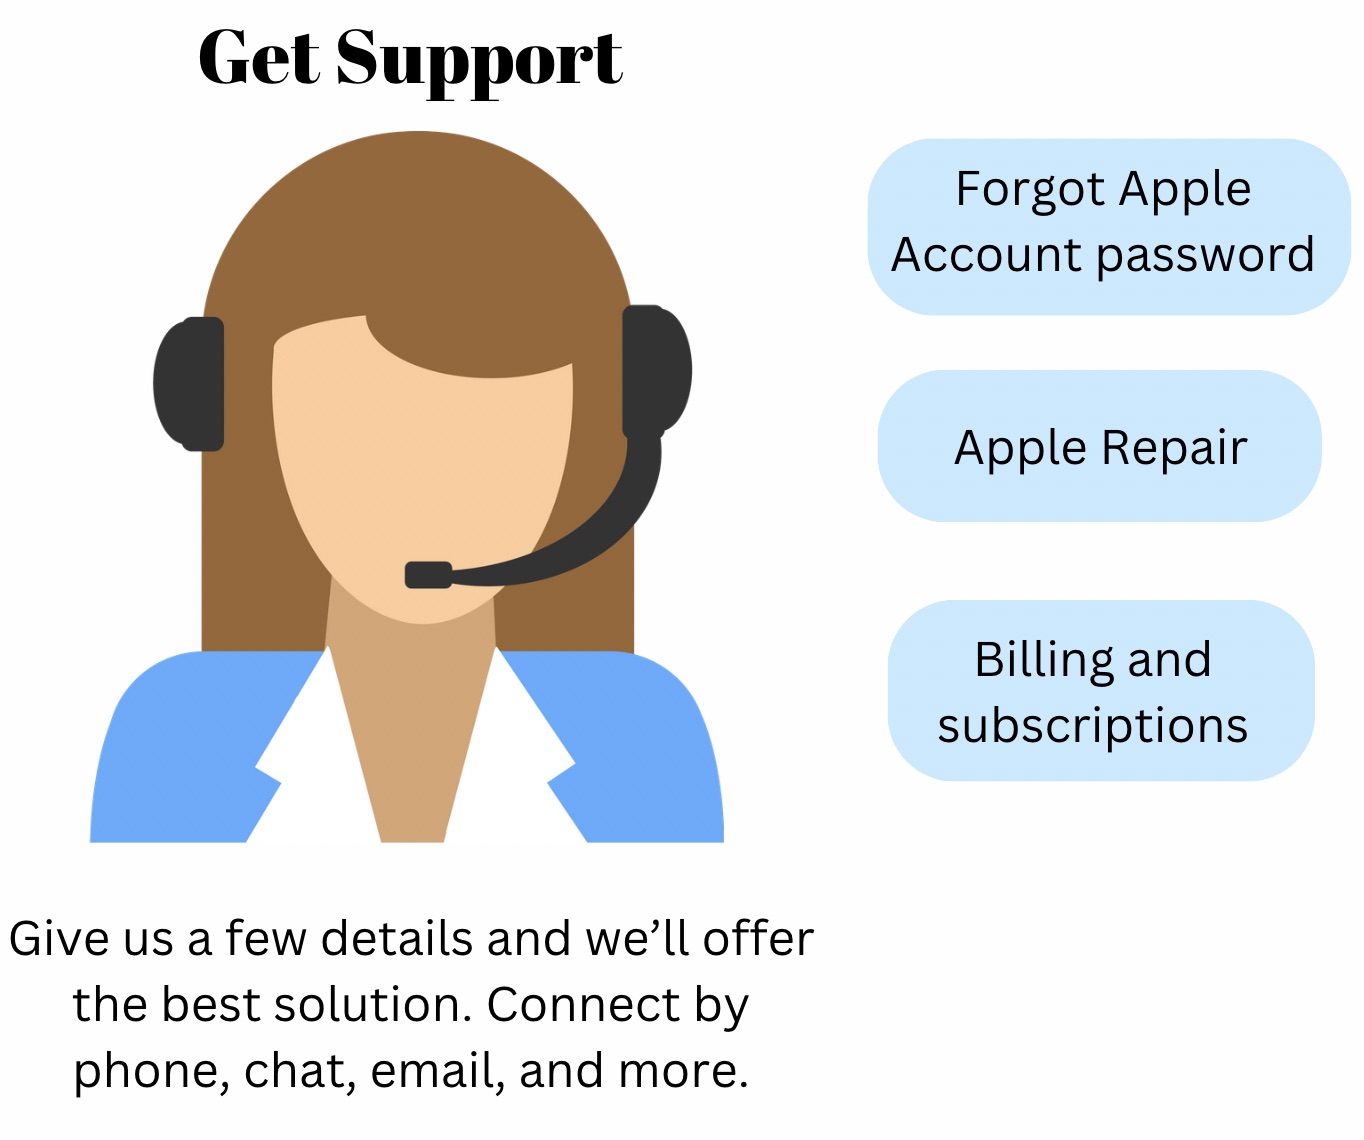 Get Support
Forgot Apple
Account password
Apple Repair
Billing and
subscriptions
Give us a few details and we’ll offer
the best solution. Connect by
phone, chat, email, and more.